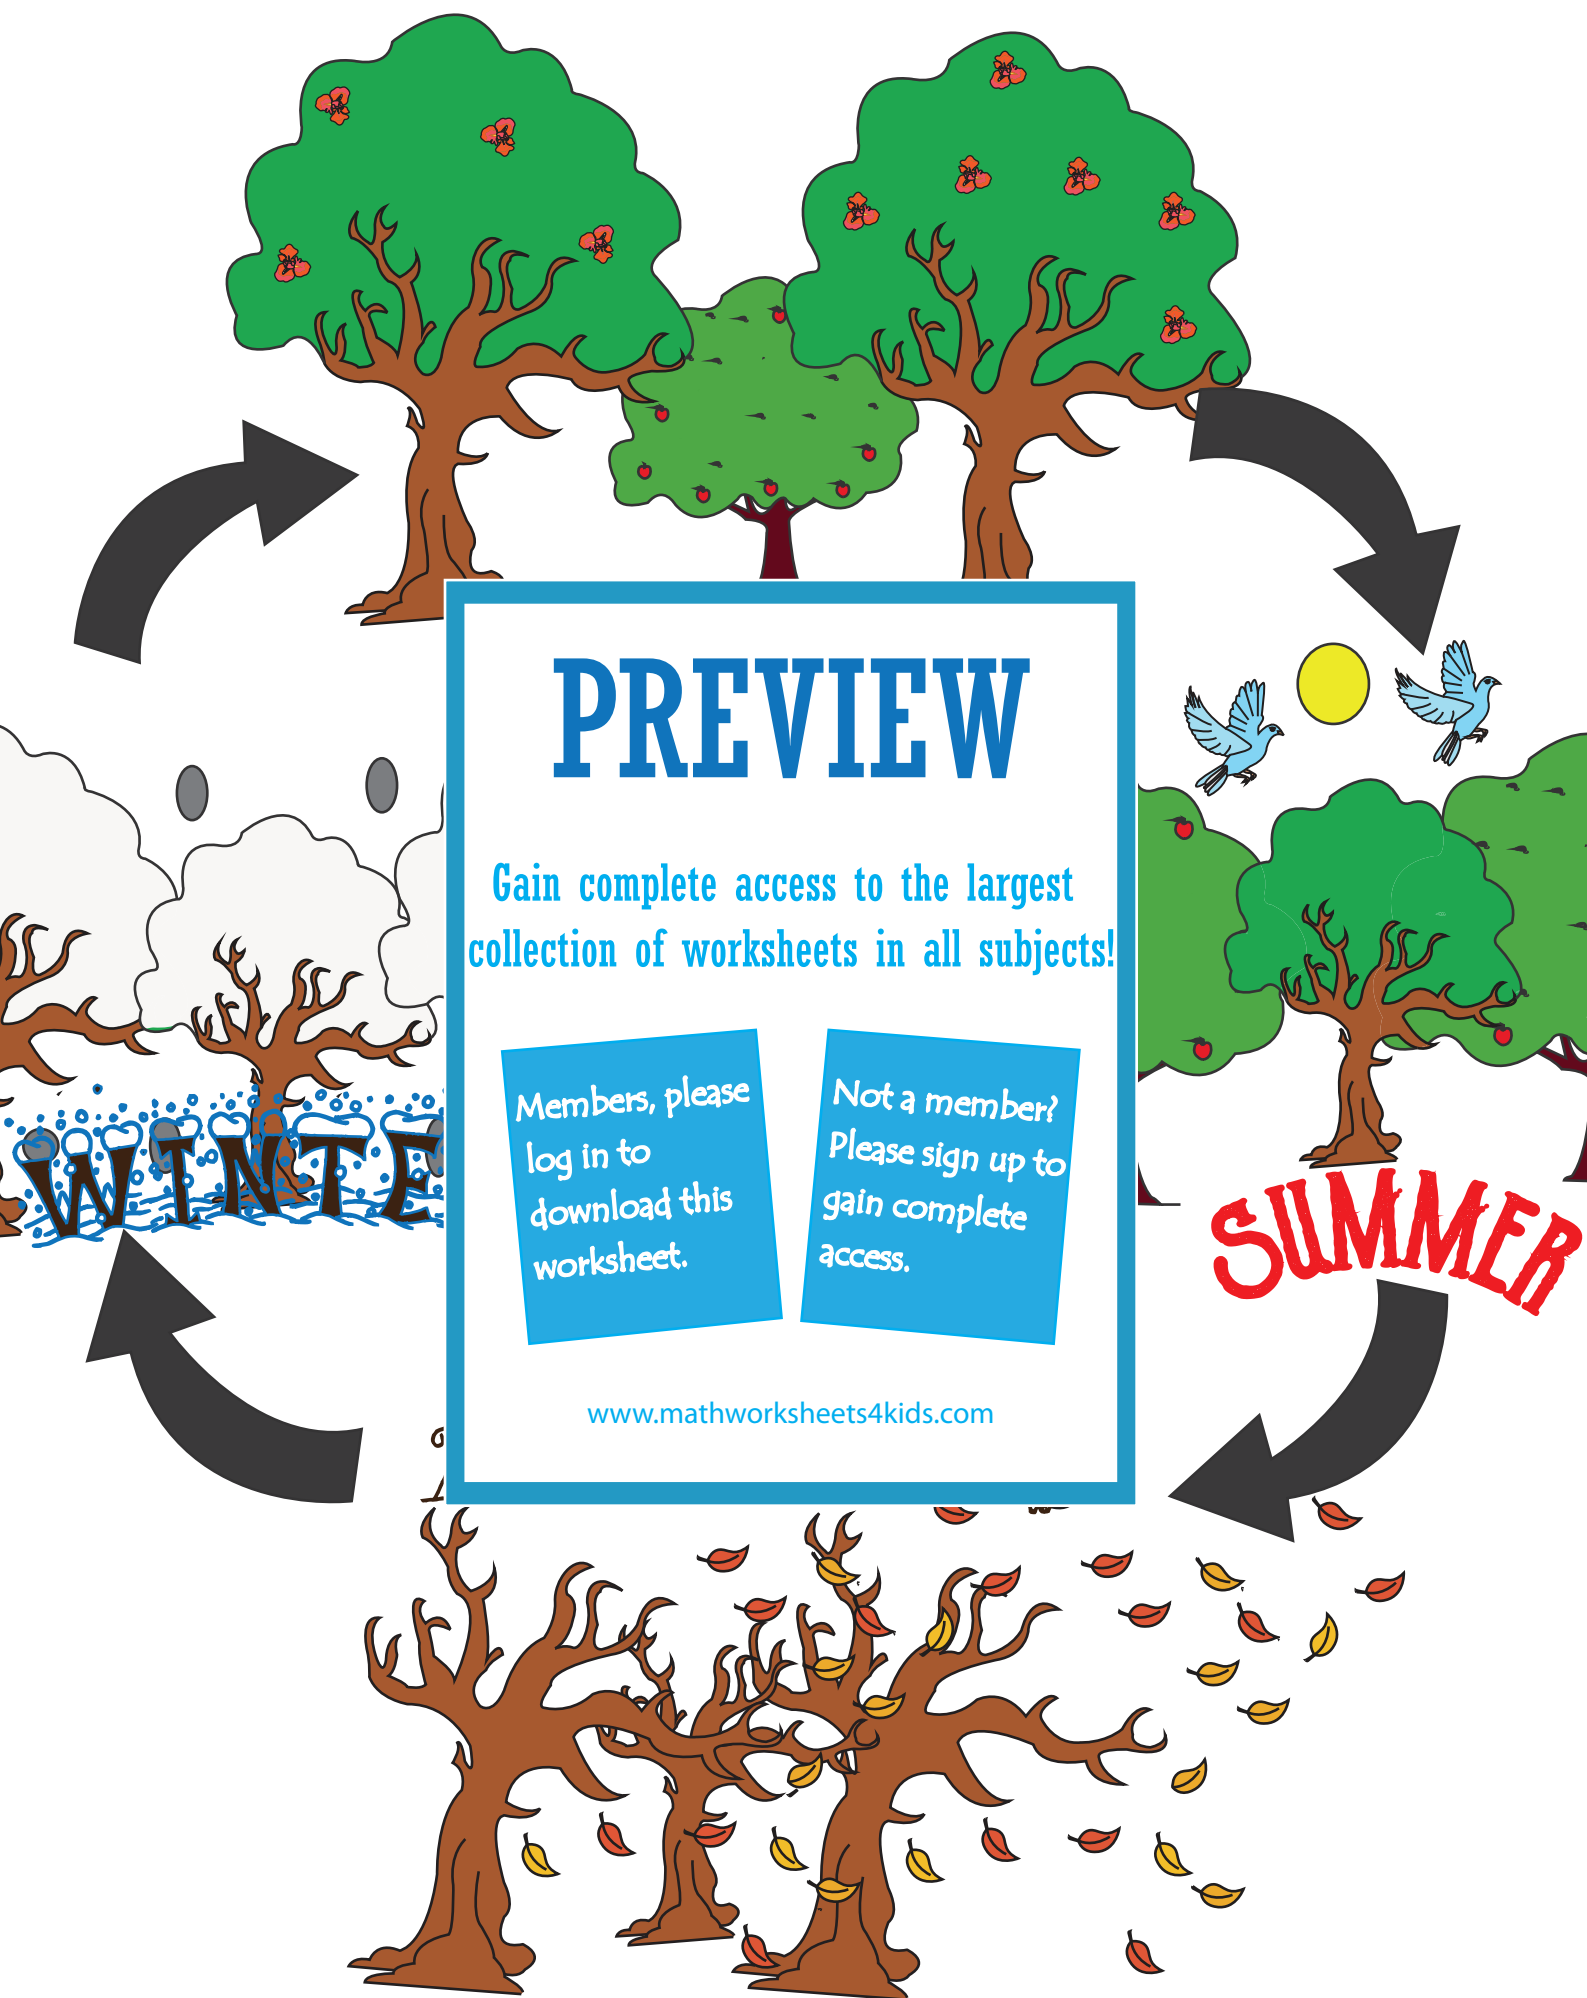 PREVIEW
Gain complete access to the largest
collection of worksheets in all subjects!
Members, please
log in to
download this
worksheet.
Not a member?
Please sign up to
gain complete
access.
www.mathworksheets4kids.com
WINTE
SUMMER